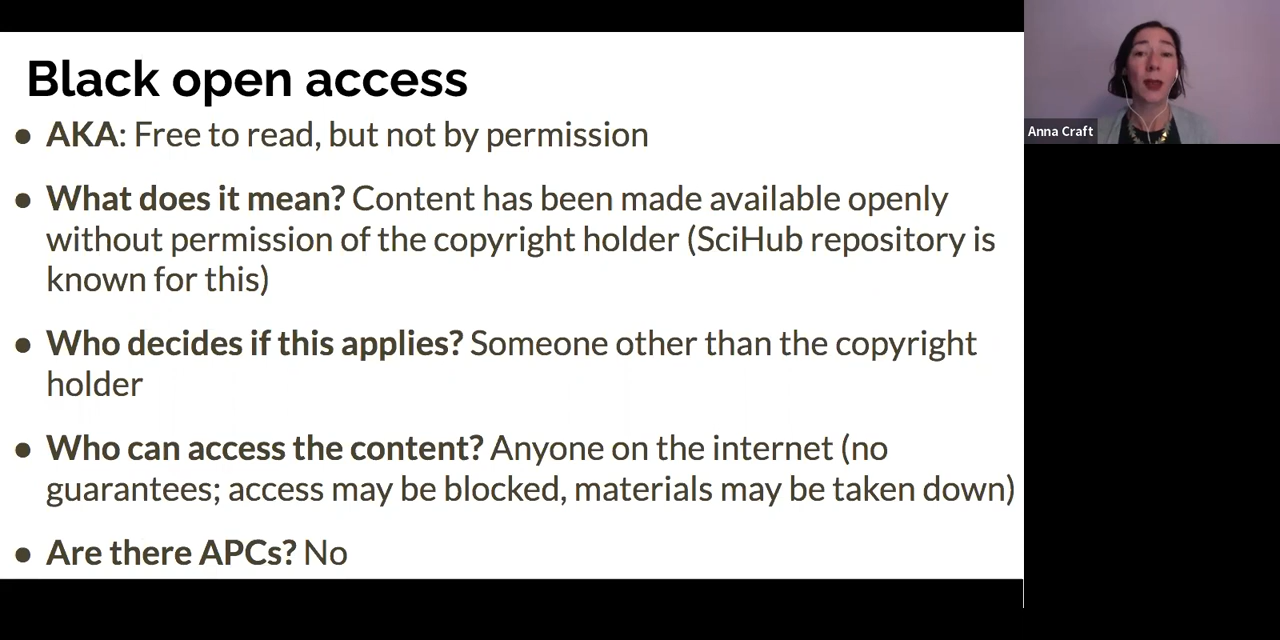 Black open access
● AKA: Free to read, but not by permission
● What does it mean? Content has been made available openly
without permission of the copyright holder (SciHub repository is
known for this)
● Who decides if this applies? Someone other than the copyright
holder
● Who can access the content? Anyone on the internet (no
guarantees; access may be blocked, materials may be taken down)
● Are there APCs? No
Anna Craft